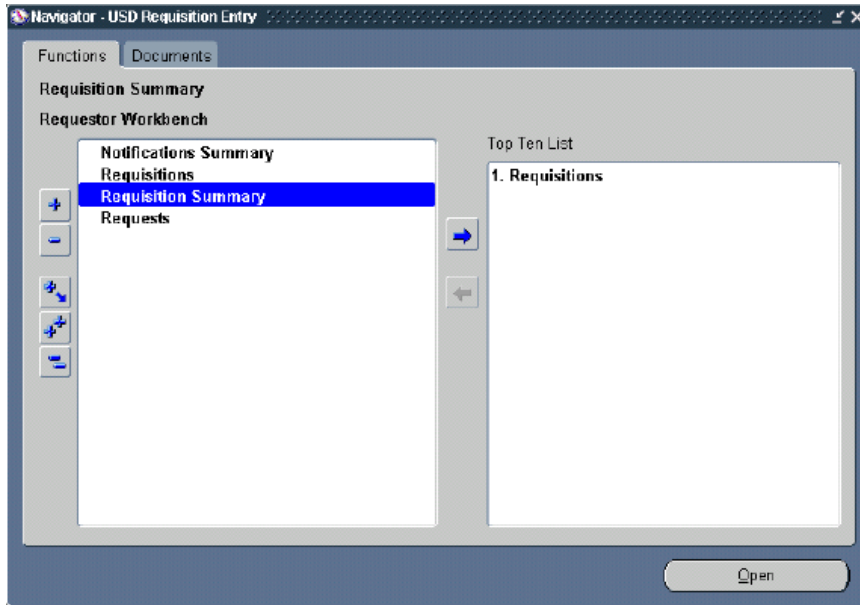 Navigator - USD Requisition Entry
Functions
Documents
Requisition Summary
Requestor Workbench
Notifications Summary
Requisitions
Requisition Summary
Requests
Top Ten List
1. Requisitions
Open